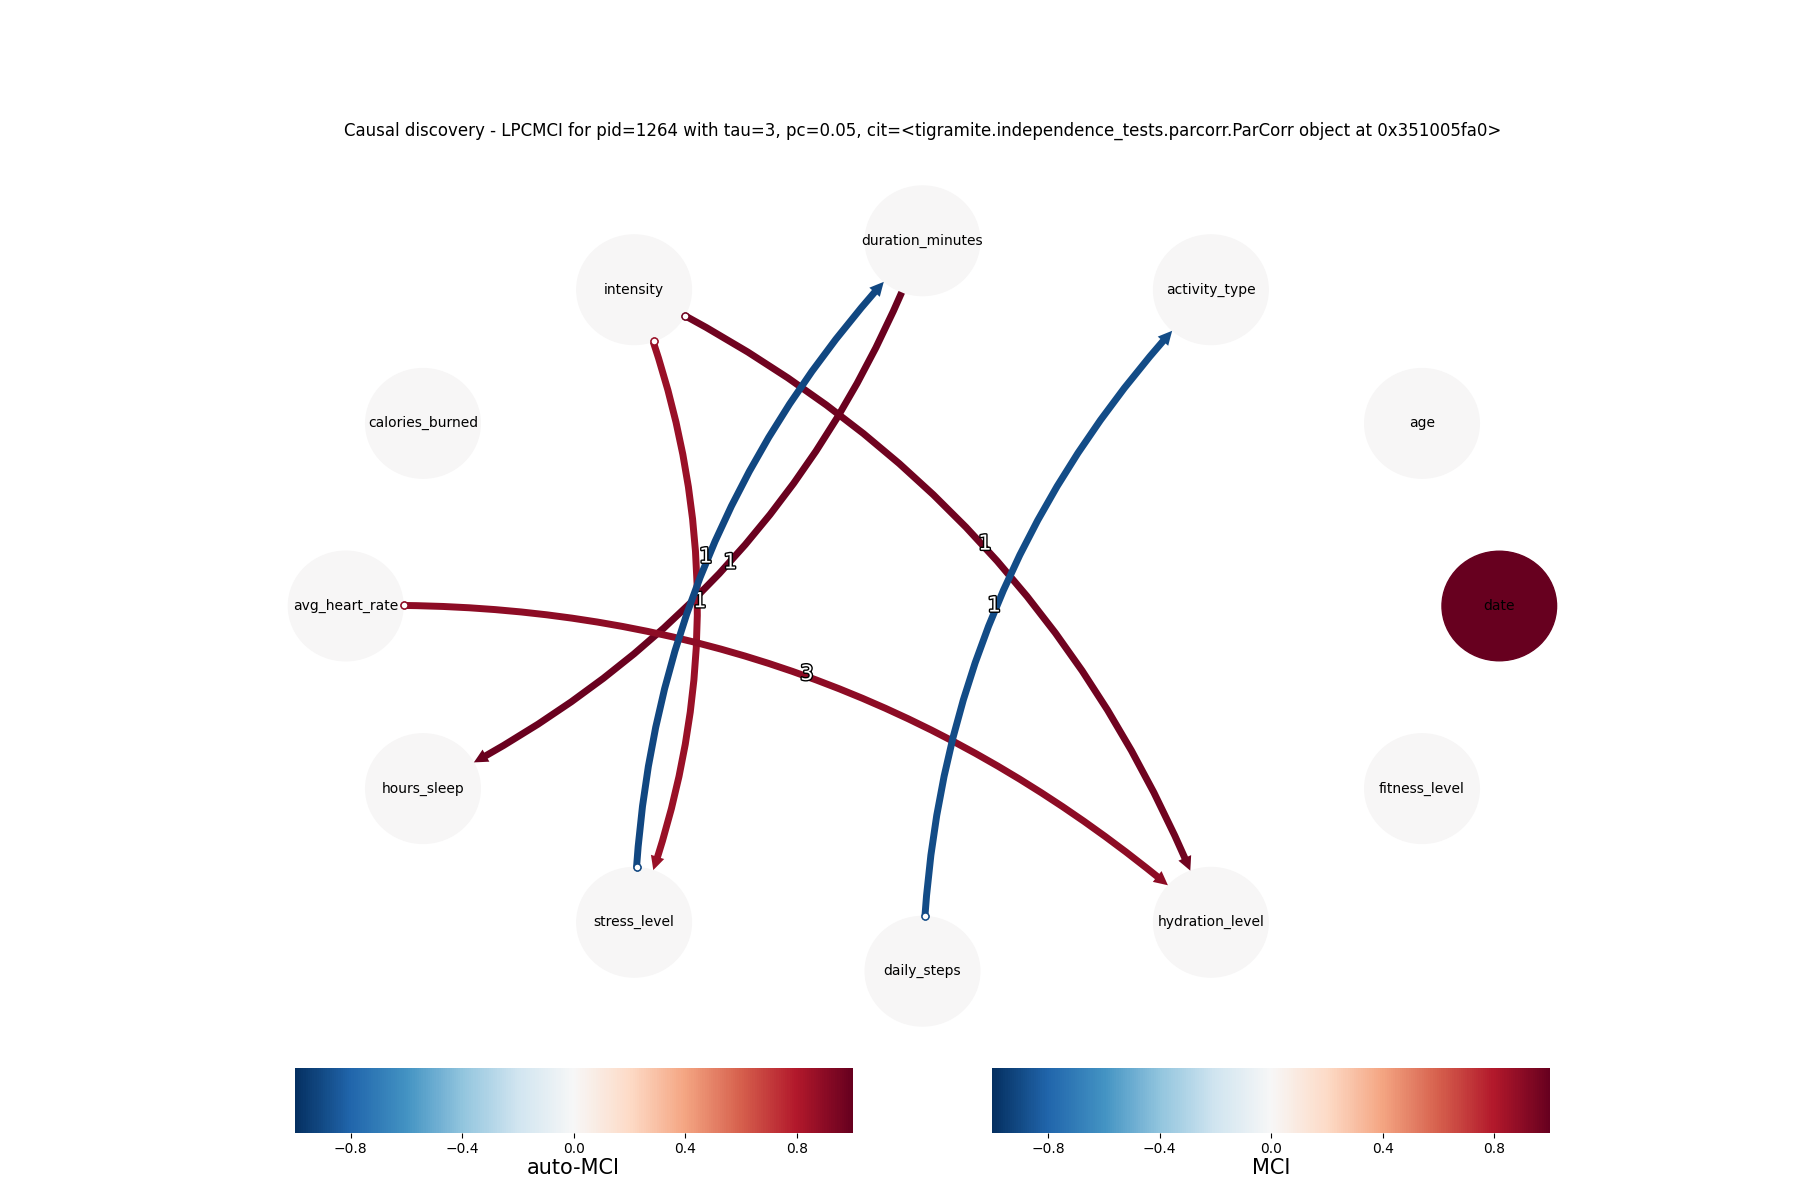 Causal discovery - LPCMCI for pid=1264 with tau=3, pc=0.05, cit=<tigramite.independence_tests.parcorr.ParCorr object at 0x351005fa0>
duration_minutes
intensity
activity_type
calories_burned
age
1
1
1
1
1
avg_heart_rate
date
3
hours_sleep
fitness_level
stress_level
hydration_level
daily_steps
−0.8 −0.4 0.0 0.4 0.8
auto-MCI
−0.8 −0.4 0.0 0.4 0.8
MCI